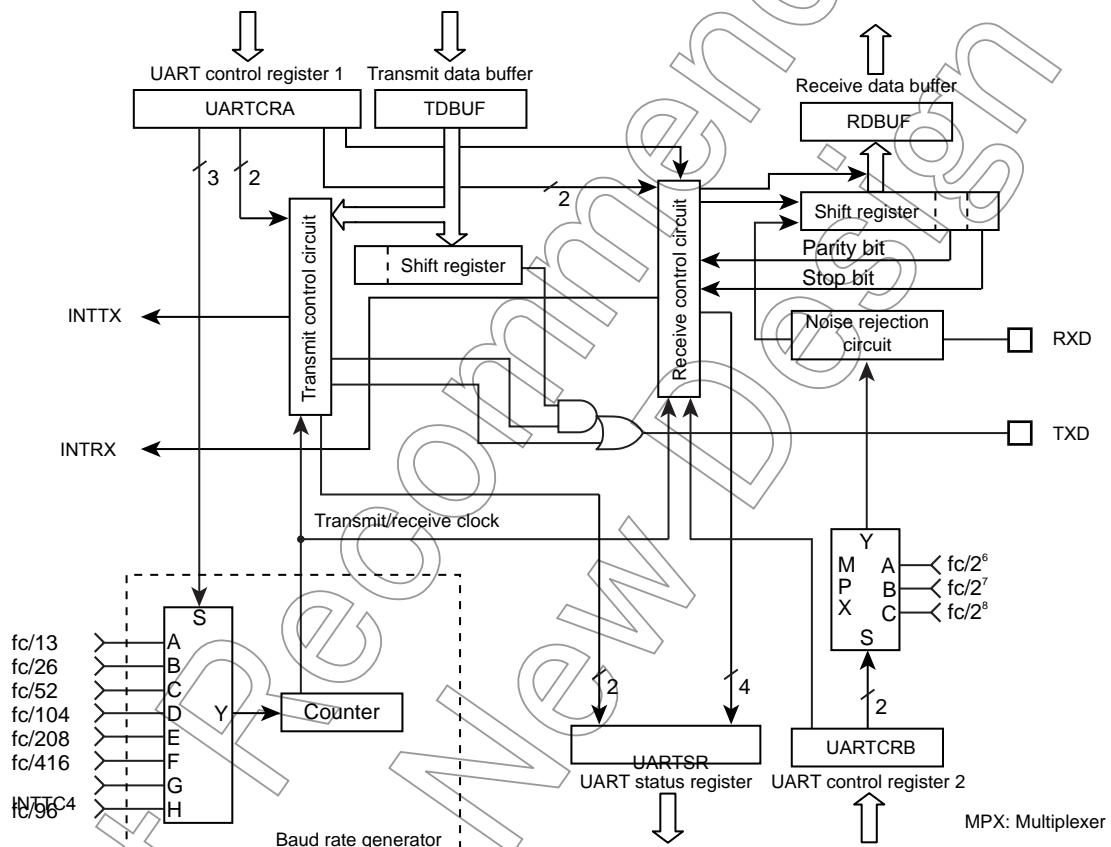 UART control register 1
Transmit data buffer
Receive data buffer
UARTCRA
TDBUF
RDBUF
3
2
2
Transmit control circuit
Shift register
Receive control circuit
Shift register
Parity bit
Stop bit
INTTX
Noise rejection
circuit
RXD
INTRX
TXD
Transmit/receive clock
S
fc/13
fc/26
fc/52
fc/104
fc/208
fc/416
INTTC4
fc/96
A
B
C
D
E
F
G
H
Y
Counter
Baud rate generator
2
4
UARTSR
UART status register
Y
M
P
X
A
B
C
S
fc/2⁶
fc/2⁷
fc/2⁸
2
UARTCRB
UART control register 2
MPX: Multiplexer
Recommen
New Design